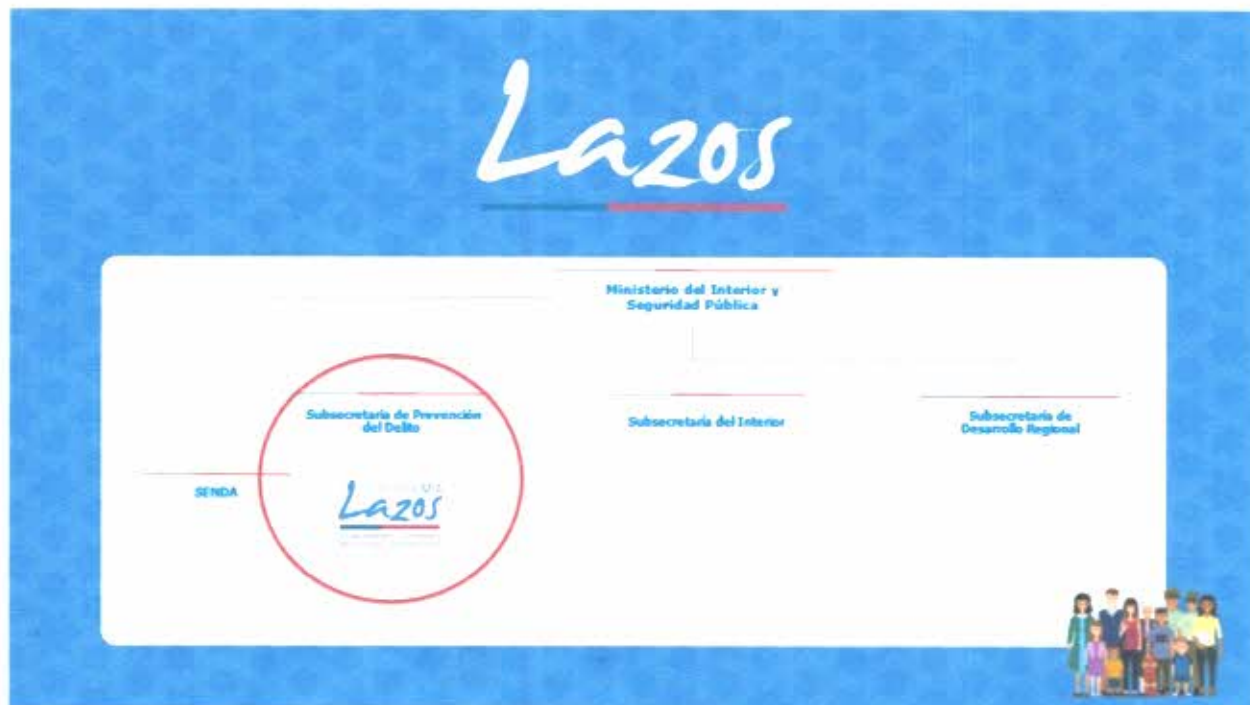 Lazos
Ministerio del Interior y
Seguridad Pública
Subsecretaría de Prevención
del Delito
Subsecretaría del Interior
Subsecretaría de
Desarrollo Regional
SENDA
Lazos